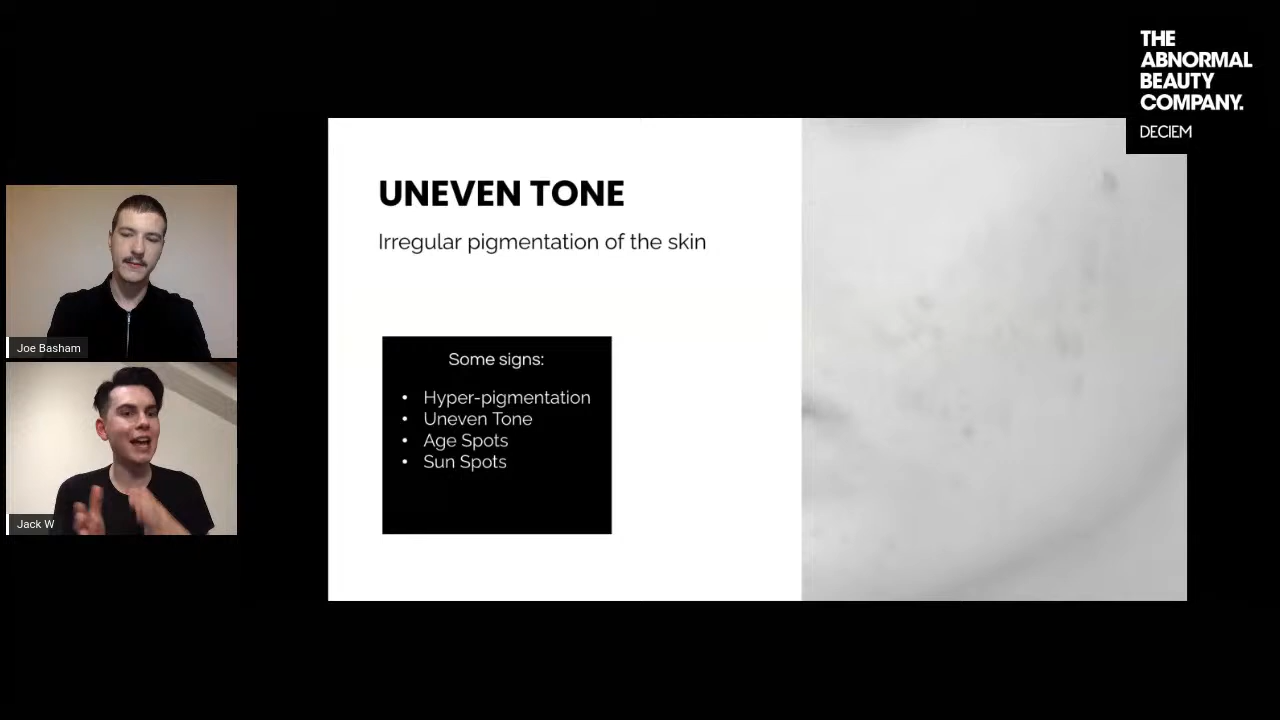 THE
ABNORMAL
BEAUTY
COMPANY.
DECIEM
UNEVEN TONE
Irregular pigmentation of the skin
Some signs:
• Hyper-pigmentation
• Uneven Tone
• Age Spots
• Sun Spots
Joe Basham
Jack W